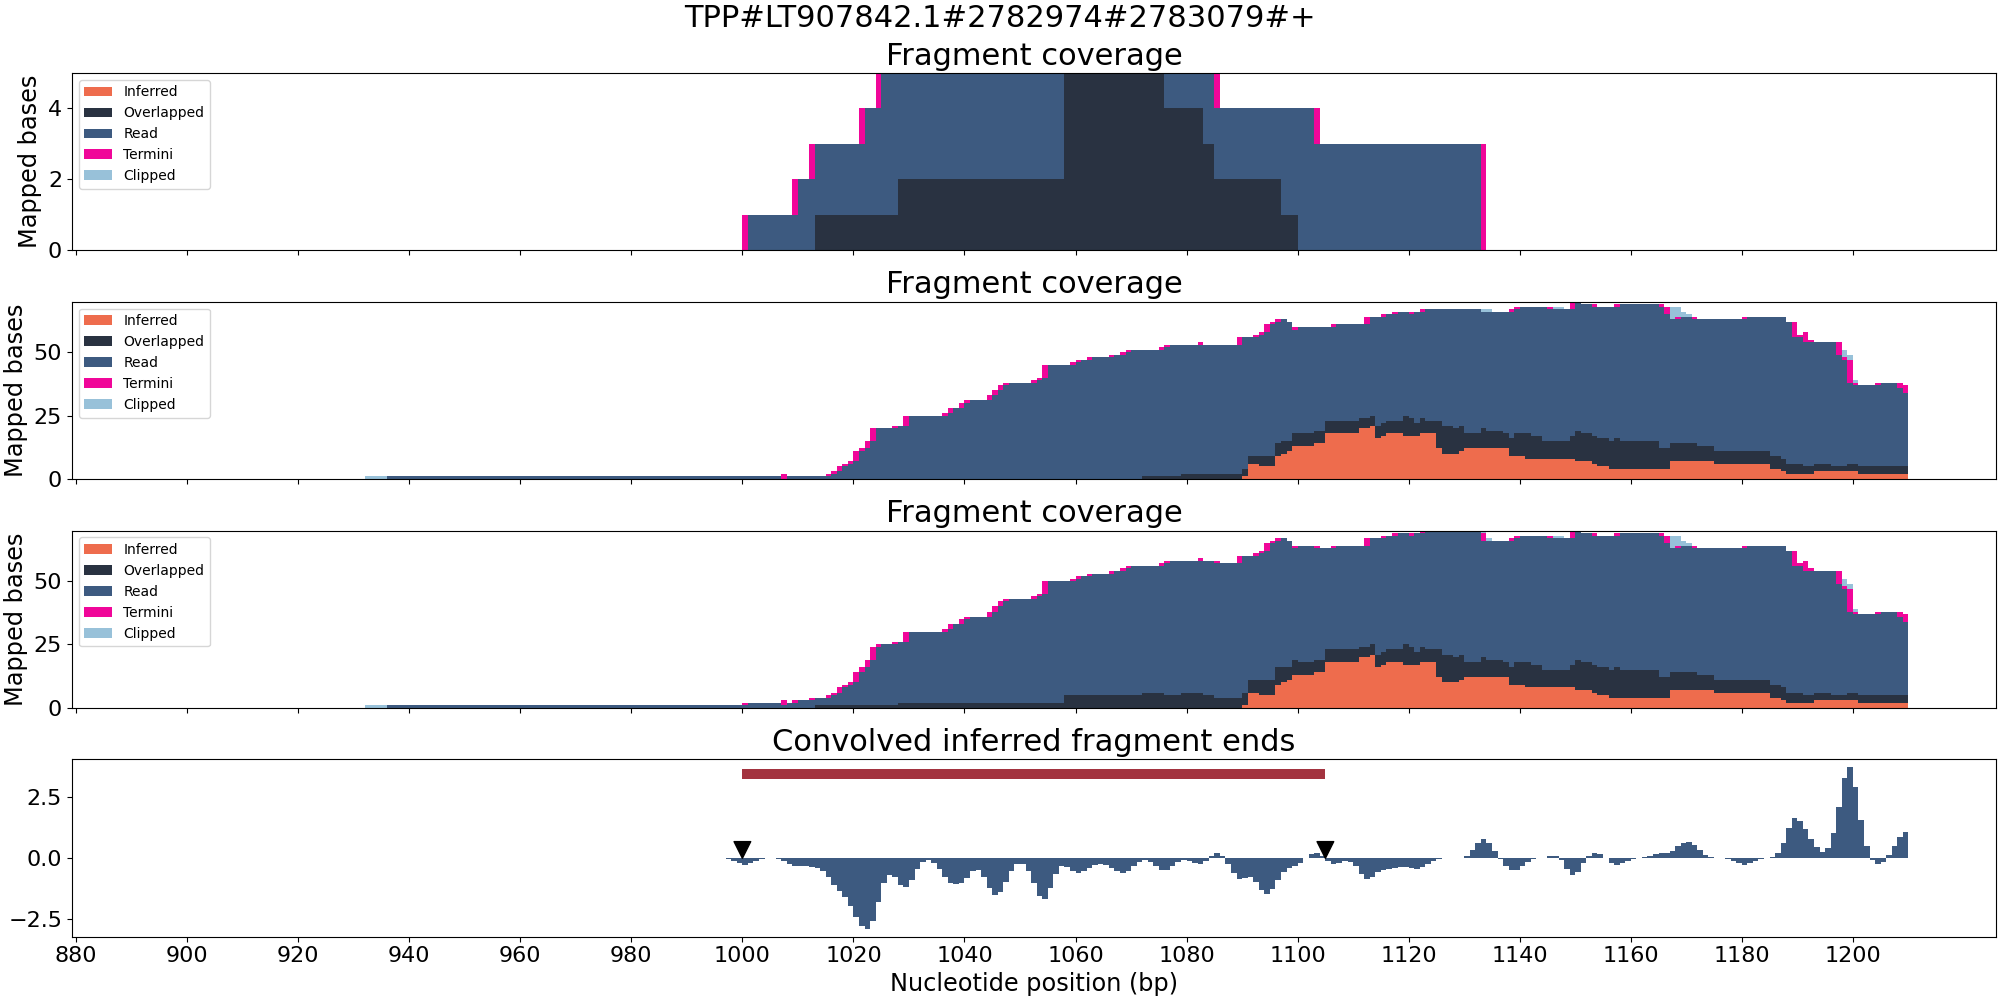 TPP#LT907842.1#2782974#2783079#+
Fragment coverage
Mapped bases
4
2
0
Inferred
Overlapped
Read
Termini
Clipped
Fragment coverage
Mapped bases
50
25
0
Inferred
Overlapped
Read
Termini
Clipped
Fragment coverage
Mapped bases
50
25
0
Inferred
Overlapped
Read
Termini
Clipped
Convolved inferred fragment ends
2.5
0.0
−2.5
880 900 920 940 960 980 1000 1020 1040 1060 1080 1100 1120 1140 1160 1180 1200
Nucleotide position (bp)